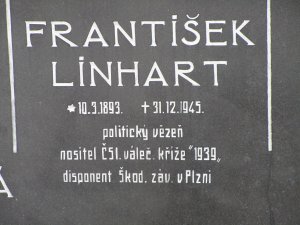 FRANTIŠEK
LINHART
* 10.3.1893. † 31.12.1945.
politický vězeň
nositel ČSl. váleč. kříže "1939„
disponent Škod. záv. v Plzni
Á